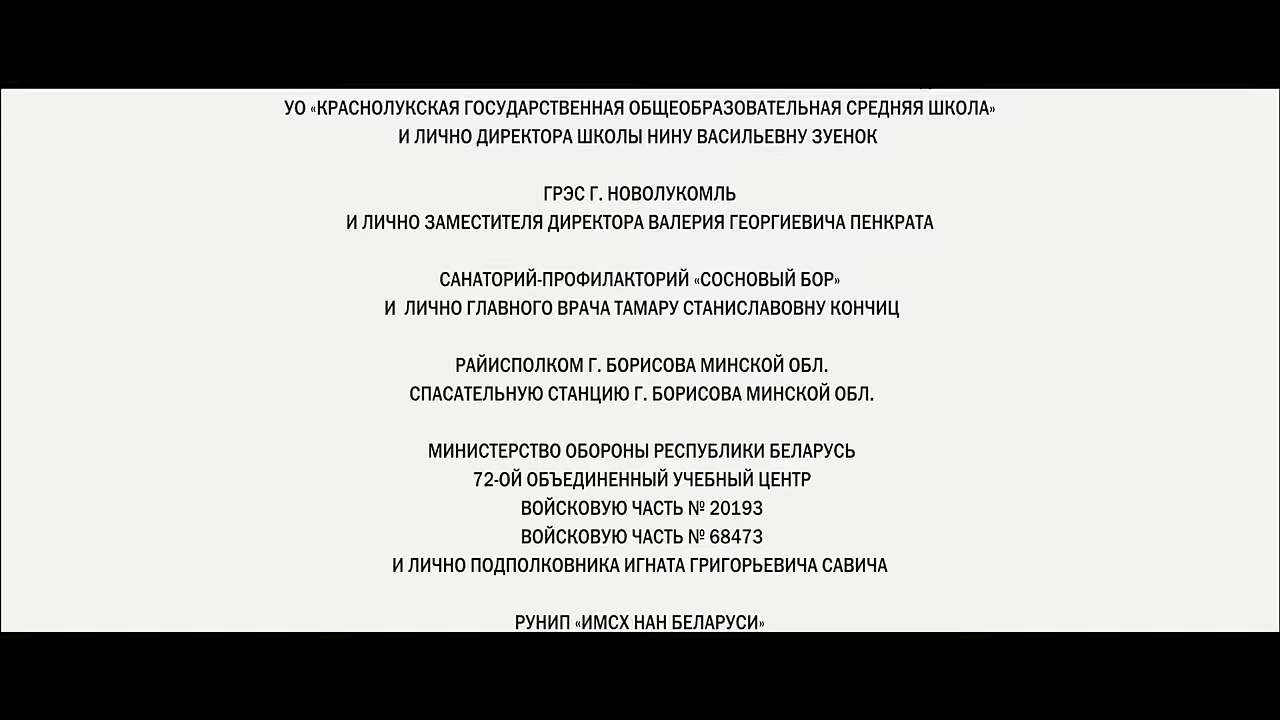 УО «КРАСНОЛУКСКАЯ ГОСУДАРСТВЕННАЯ ОБЩЕОБРАЗОВАТЕЛЬНАЯ СРЕДНЯЯ ШКОЛА»
И ЛИЧНО ДИРЕКТОРА ШКОЛЫ НИНУ ВАСИЛЬЕВНУ ЗУЕНОК
ГРЭС Г. НОВОЛУКОМЛЬ
И ЛИЧНО ЗАМЕСТИТЕЛЯ ДИРЕКТОРА ВАЛЕРИЯ ГЕОРГИЕВИЧА ПЕНКРАТА
САНАТОРИЙ-ПРОФИЛАКТОРИЙ «СОСНОВЫЙ БОР»
И ЛИЧНО ГЛАВНОГО ВРАЧА ТАМАРУ СТАНИСЛАВОВНУ КОНЧИЦ
РАЙИСПОЛКОМ Г. БОРИСОВА МИНСКОЙ ОБЛ.
СПАСАТЕЛЬНУЮ СТАНЦИЮ Г. БОРИСОВА МИНСКОЙ ОБЛ.
МИНИСТЕРСТВО ОБОРОНЫ РЕСПУБЛИКИ БЕЛАРУСЬ
72-ОЙ ОБЪЕДИНЕННЫЙ УЧЕБНЫЙ ЦЕНТР
ВОЙСКОВУЮ ЧАСТЬ № 20193
ВОЙСКОВУЮ ЧАСТЬ № 68473
И ЛИЧНО ПОДПОЛКОВНИКА ИГНАТА ГРИГОРЬЕВИЧА САВИЧА
РУНИП «ИМСХ НАН БЕЛАРУСИ»